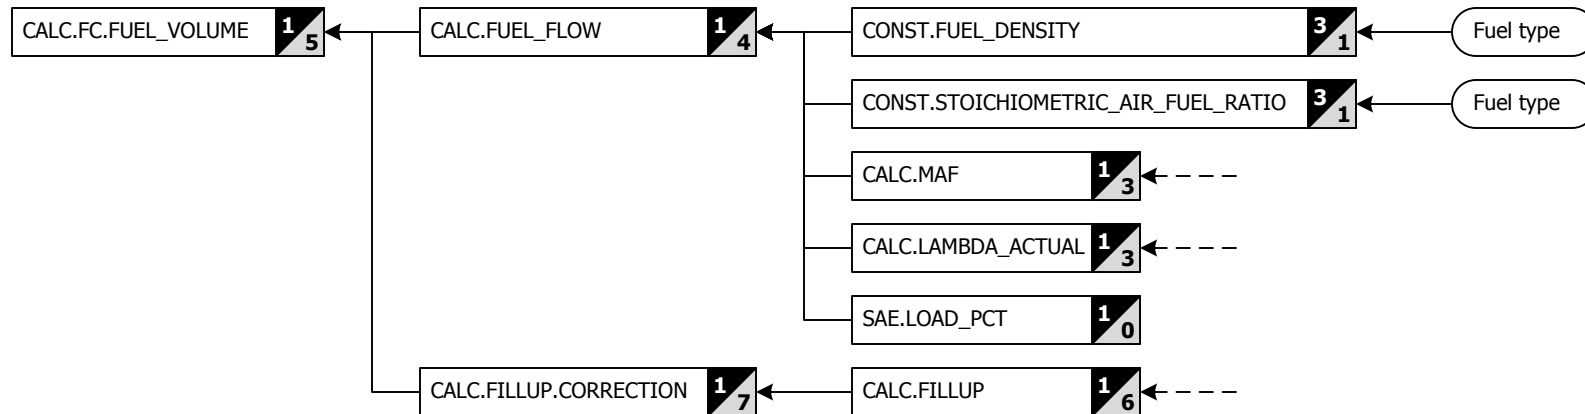 CALC.FC.FUEL_VOLUME 1 5
CALC.FUEL_FLOW 1 4
CONST.FUEL_DENSITY 3 1
Fuel type
CONST.STOICHIOMETRIC_AIR_FUEL_RATIO 3 1
Fuel type
CALC.MAF 1 3
CALC.LAMBDA_ACTUAL 1 3
SAE.LOAD_PCT 1 0
CALC.FILLUP.CORRECTION 1 7
CALC.FILLUP 1 6